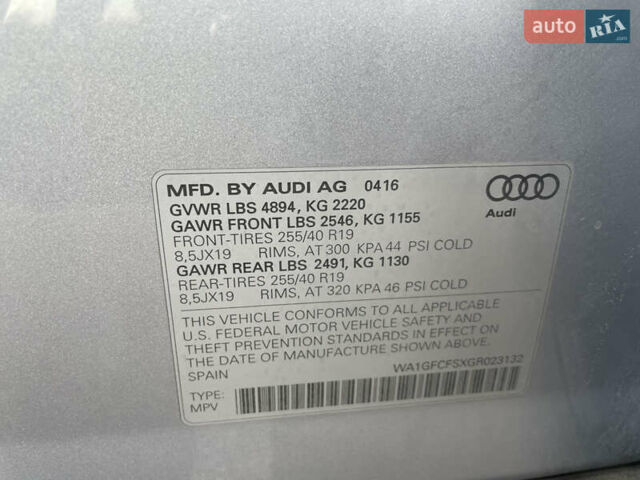 auto RIA.com
MFD. BY AUDI AG 0416
GVWR LBS 4894, KG 2220
GAWR FRONT LBS 2546, KG 1155
FRONT-TIRES 255/40 R19
8,5JX19 RIMS, AT 300 KPA 44 PSI COLD
GAWR REAR LBS 2491, KG 1130
REAR-TIRES 255/40 R19
8,5JX19 RIMS, AT 320 KPA 46 PSI COLD
Audi
THIS VEHICLE CONFORMS TO ALL APPLICABLE
U.S. FEDERAL MOTOR VEHICLE SAFETY AND
THEFT PREVENTION STANDARDS IN EFFECT ON
THE DATE OF MANUFACTURE SHOWN ABOVE.
SPAIN WA1GFCFSXGR023132
TYPE:
MPV